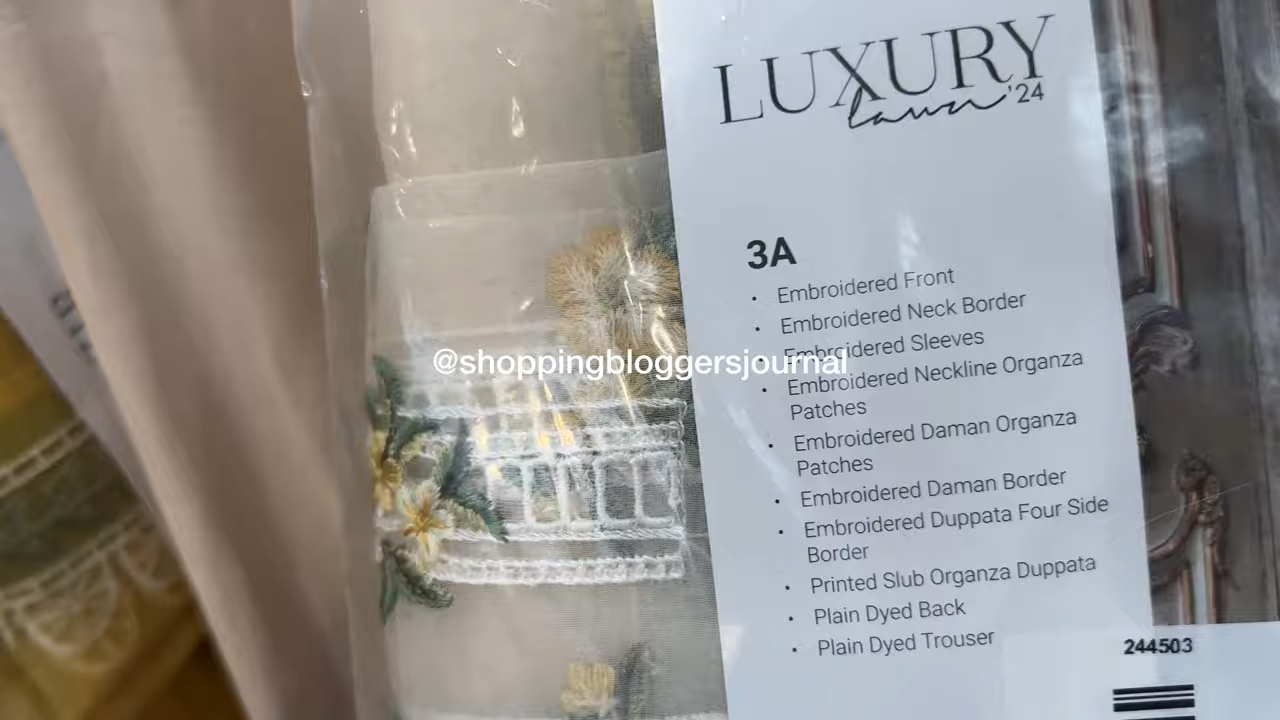 LUXURY
lawn '24
3A
• Embroidered Front
• Embroidered Neck Border
• Embroidered Sleeves
@shoppingbloggersjournal
• Embroidered Neckline Organza
Patches
• Embroidered Daman Organza
Patches
• Embroidered Daman Border
• Embroidered Duppata Four Side
Border
• Printed Slub Organza Duppata
• Plain Dyed Back
• Plain Dyed Trouser
244503